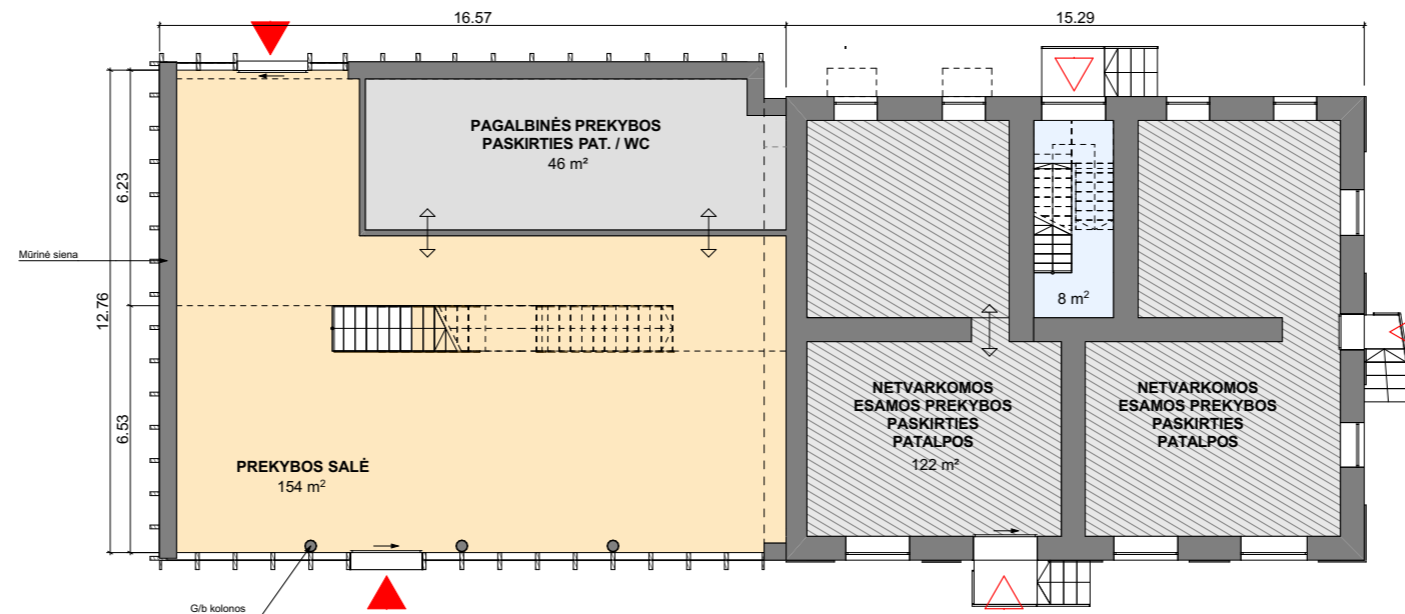 16.57
15.29
PAGALBINĖS PREKYBOS
PASKIRTIES PAT. / WC
46 m²
6.23
Mūrinė siena
12.76
8 m²
6.53
NETVARKOMOS
ESAMOS PREKYBOS
PASKIRTIES
PATALPOS
122 m²
NETVARKOMOS
ESAMOS PREKYBOS
PASKIRTIES
PATALPOS
PREKYBOS SALĖ
154 m²
G/b kolonos